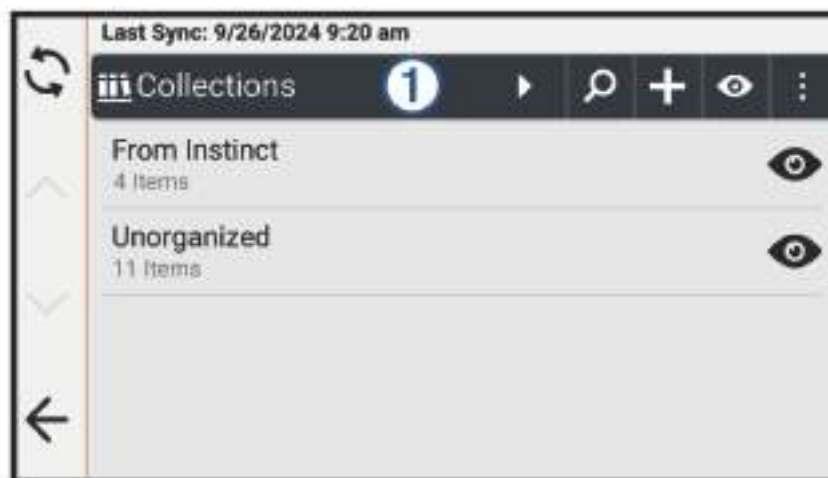 Last Sync: 9/26/2024 9:20 am
Collections 1
From Instinct
4 Items
Unorganized
11 Items